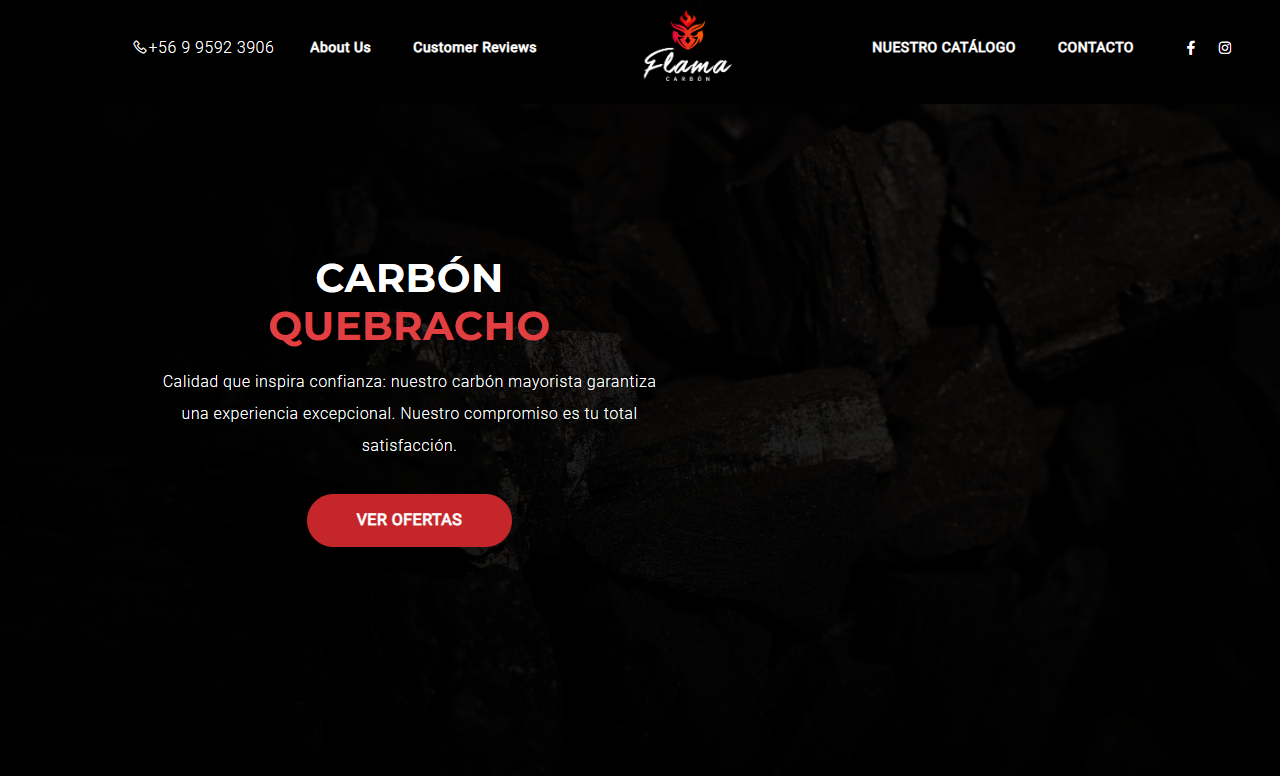 +56 9 9592 3906 About Us Customer Reviews
Flama
CARBÓN
NUESTRO CATÁLOGO CONTACTO
CARBÓN
QUEBRACHO
Calidad que inspira confianza: nuestro carbón mayorista garantiza
una experiencia excepcional. Nuestro compromiso es tu total
satisfacción.
VER OFERTAS